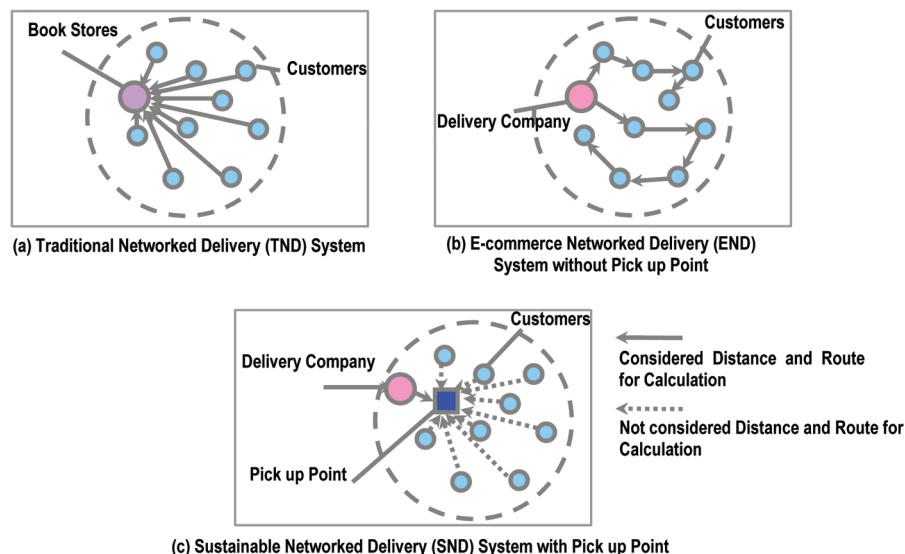 Book Stores
Customers
(a) Traditional Networked Delivery (TND) System
Customers
Delivery Company
(b) E-commerce Networked Delivery (END)
System without Pick up Point
Customers
Delivery Company
Pick up Point
Considered Distance and Route
for Calculation
Not considered Distance and Route for
Calculation
(c) Sustainable Networked Delivery (SND) System with Pick up Point